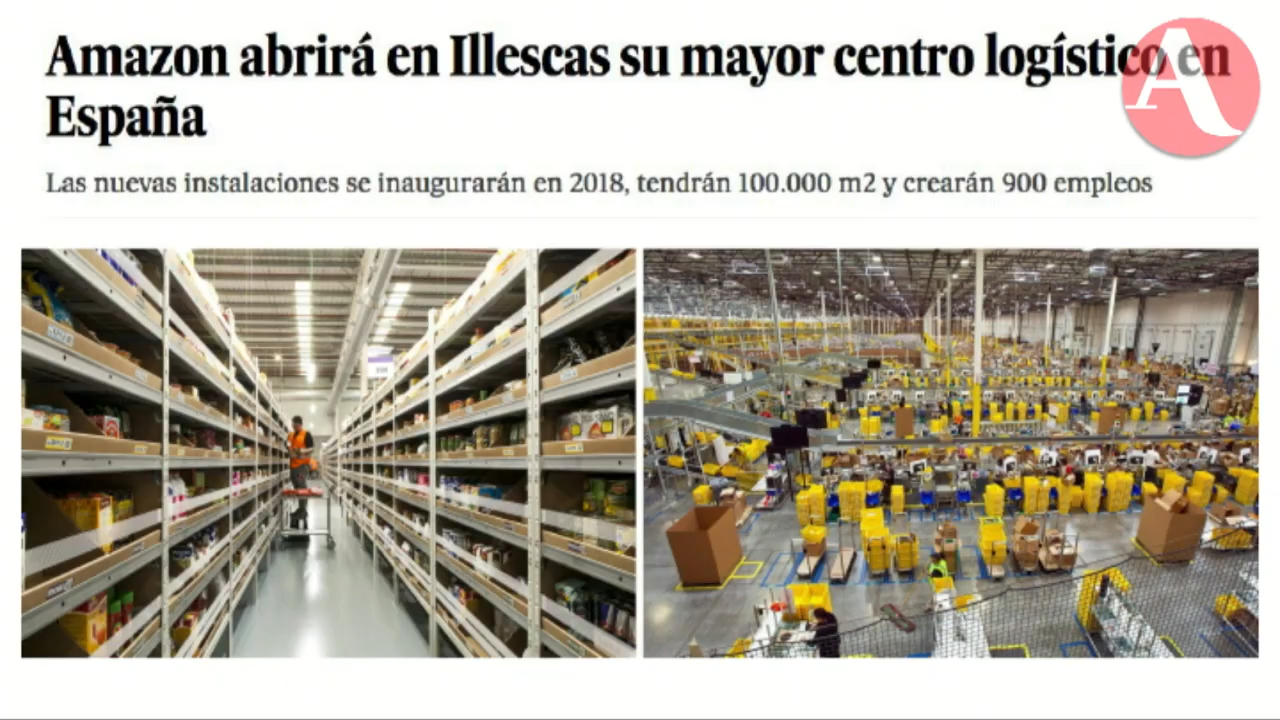 Amazon abrirá en Illescas su mayor centro logístico en
España
Las nuevas instalaciones se inaugurarán en 2018, tendrán 100.000 m2 y crearán 900 empleos
A